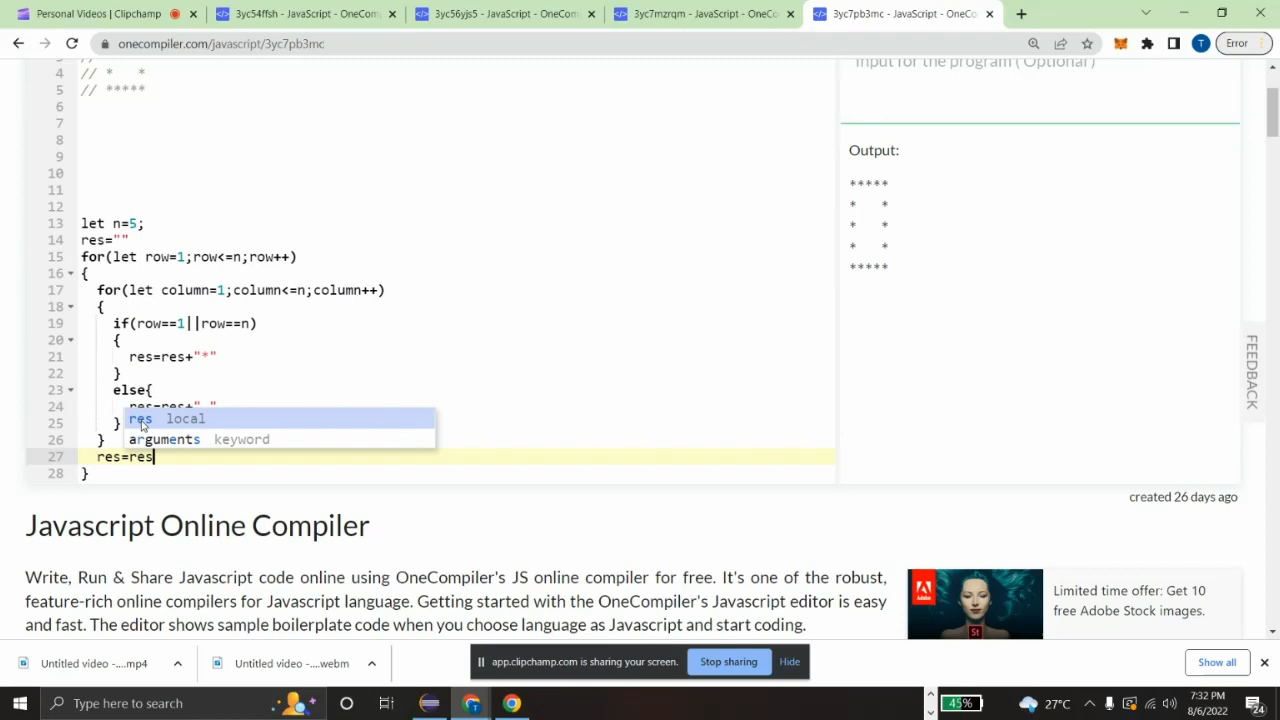 Personal Videos | Clipchamp
3yc54ffsh - JavaScript - OneCom
3yc56yjs5 - JavaScript - OneCom
3yc7mzrqm - JavaScript - OneC
3yc7pb3mc - JavaScript - OneCo
onecompiler.com/javascript/3yc7pb3mc
T
Error
Input for the program ( Optional )
4 // *   *
5 // *****
6
7
8
9
10
11
12
13 let n=5;
14 res=""
15 for(let row=1;row<=n;row++)
16 {
17 for(let column=1;column<=n;column++)
18 {
19 if(row==1||row==n)
20 {
21 res=res+"*"
22 }
23 else{
24 res=res+" "
25 }
26 }
27 res=res
28 }
res local
arguments keyword
Output:
*****
*   *
*   *
*   *
*****
FEEDBACK
created 26 days ago
Javascript Online Compiler
Write, Run & Share Javascript code online using OneCompiler's JS online compiler for free. It's one of the robust,
feature-rich online compilers for Javascript language. Getting started with the OneCompiler's Javascript editor is easy
and fast. The editor shows sample boilerplate code when you choose language as Javascript and start coding.
St
Limited time offer: Get 10
free Adobe Stock images.
Untitled video -....mp4
Untitled video -....webm
app.clipchamp.com is sharing your screen.
Stop sharing
Hide
Show all
Type here to search
45%
27°C
7:32 PM
8/6/2022
24